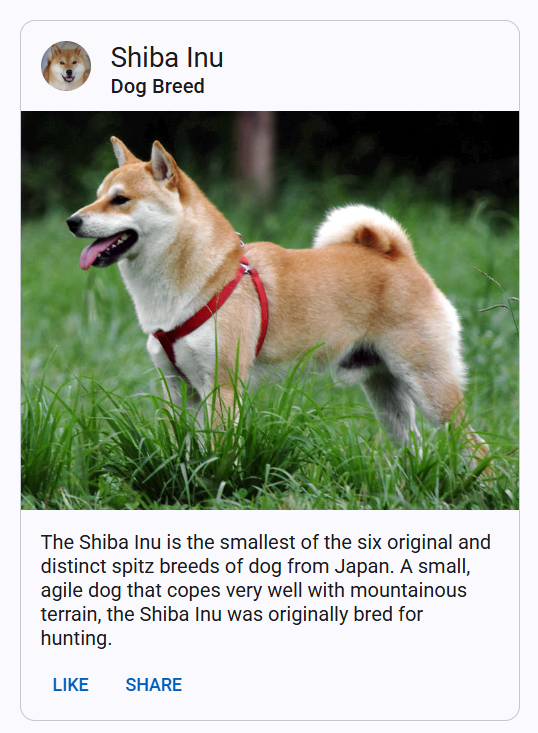 Shiba Inu
Dog Breed
The Shiba Inu is the smallest of the six original and
distinct spitz breeds of dog from Japan. A small,
agile dog that copes very well with mountainous
terrain, the Shiba Inu was originally bred for
hunting.
LIKE SHARE